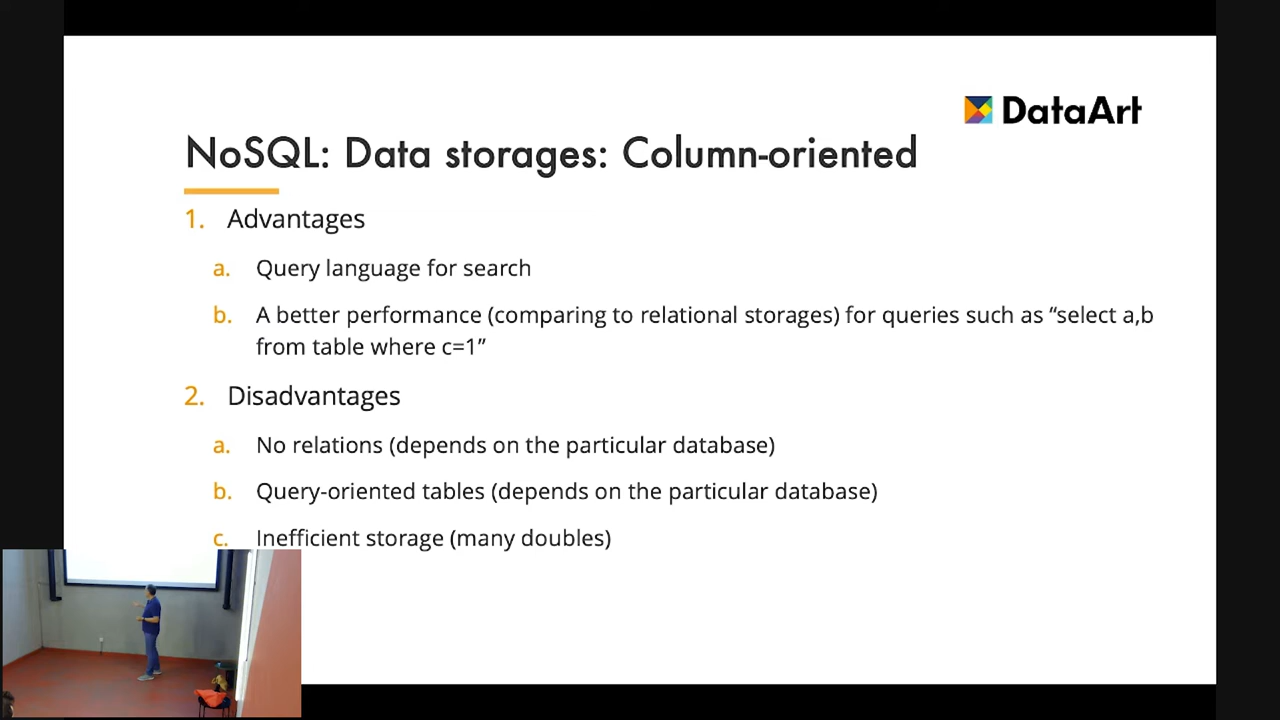 DataArt
NoSQL: Data storages: Column-oriented
1. Advantages
a. Query language for search
b. A better performance (comparing to relational storages) for queries such as “select a,b
from table where c=1”
2. Disadvantages
a. No relations (depends on the particular database)
b. Query-oriented tables (depends on the particular database)
c. Inefficient storage (many doubles)